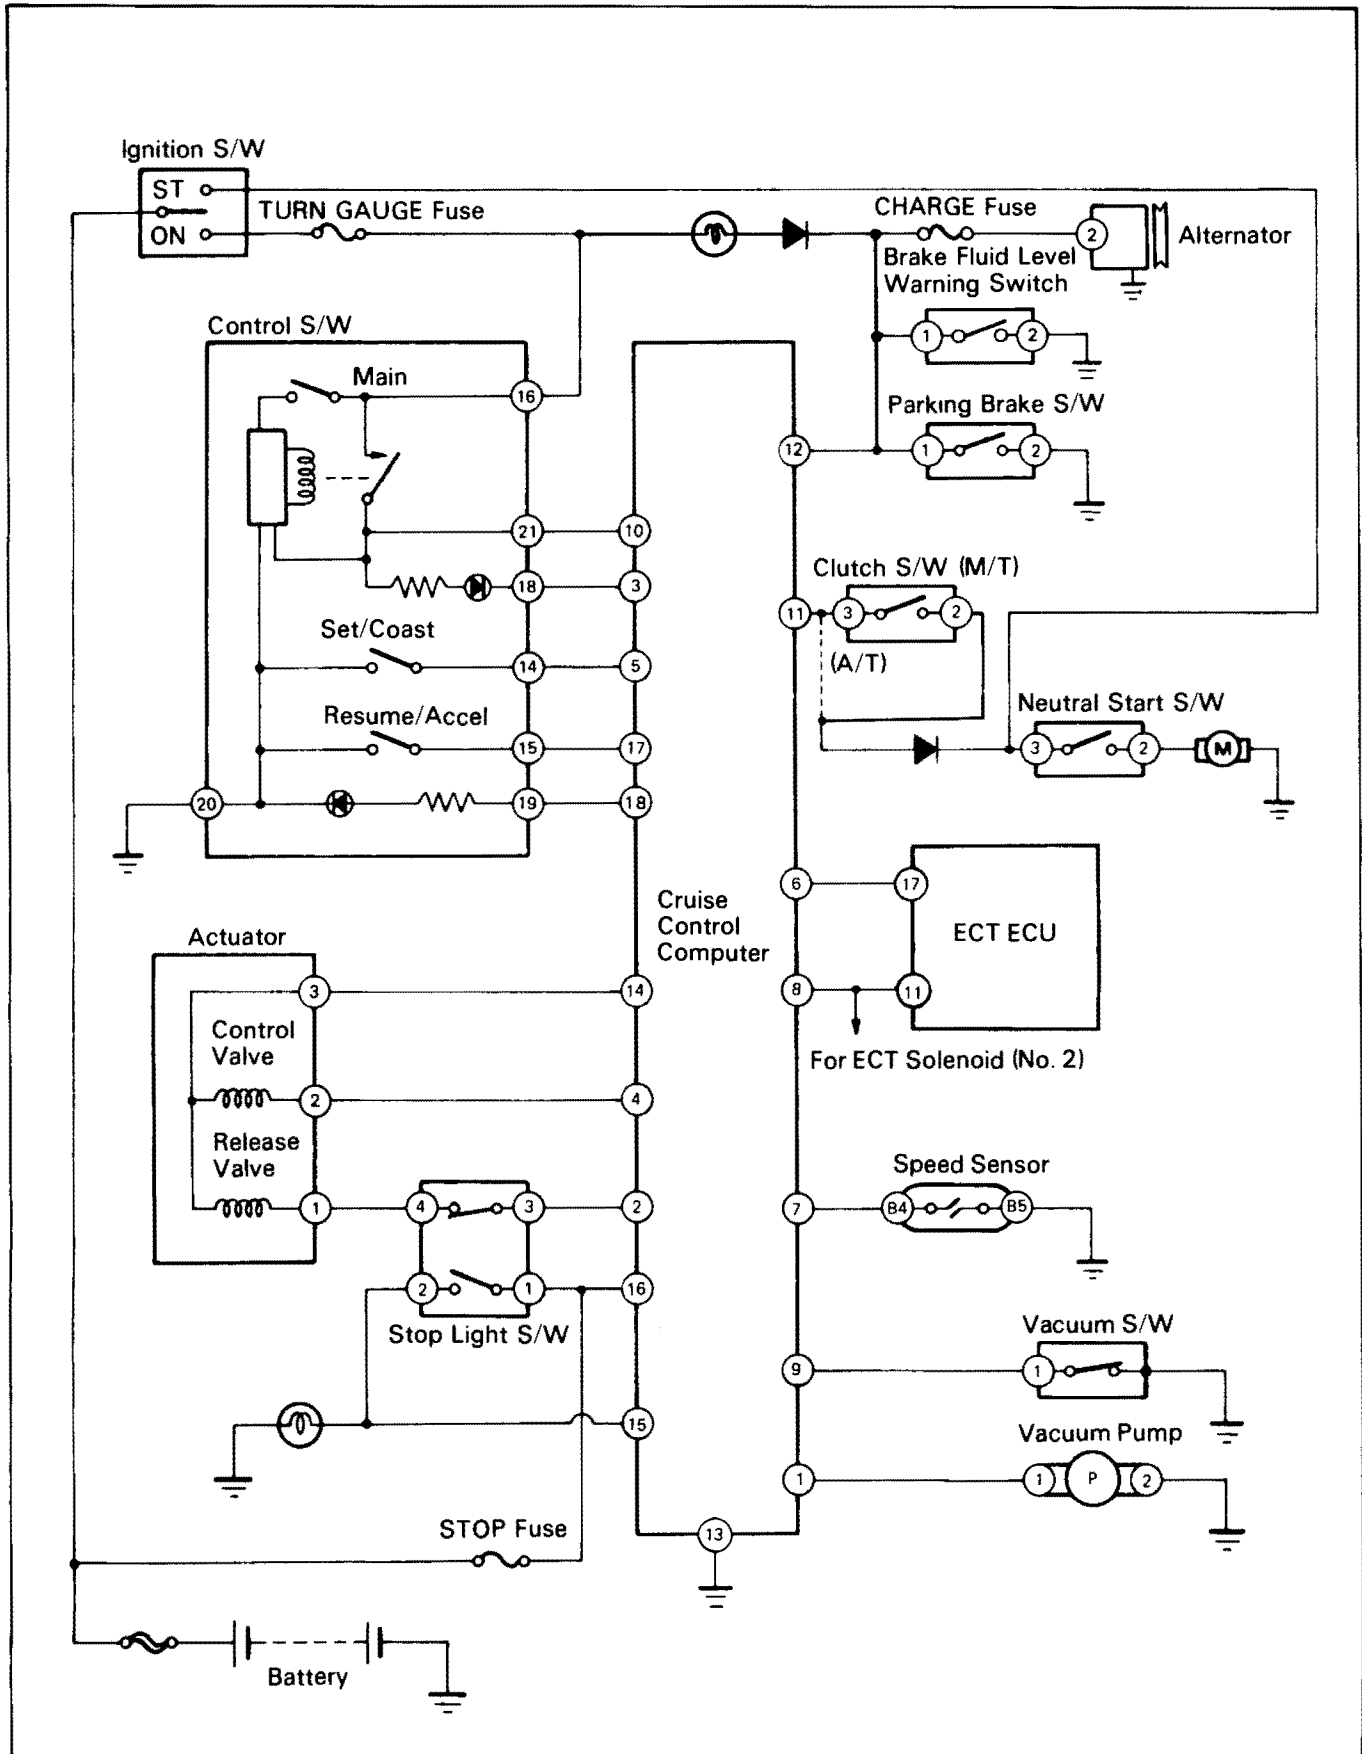 Ignition S/W
ST
TURN GAUGE Fuse
ON
CHARGE Fuse
2
Alternator
Brake Fluid Level
Warning Switch
1
2
Control S/W
Main
16
Parking Brake S/W
12
1
2
21
10
18
3
Clutch S/W (M/T)
11
3
2
(A/T)
Set/Coast
14
5
Resume/Accel
15
17
Neutral Start S/W
3
2
M
20
19
18
6
17
ECT ECU
Cruise
Control
Computer
8
11
For ECT Solenoid (No. 2)
Actuator
3
14
Control
Valve
2
4
Release
Valve
1
4
3
2
2
1
16
Stop Light S/W
Speed Sensor
7
B4
B5
Vacuum S/W
9
1
15
Vacuum Pump
1
1
P
2
13
STOP Fuse
Battery